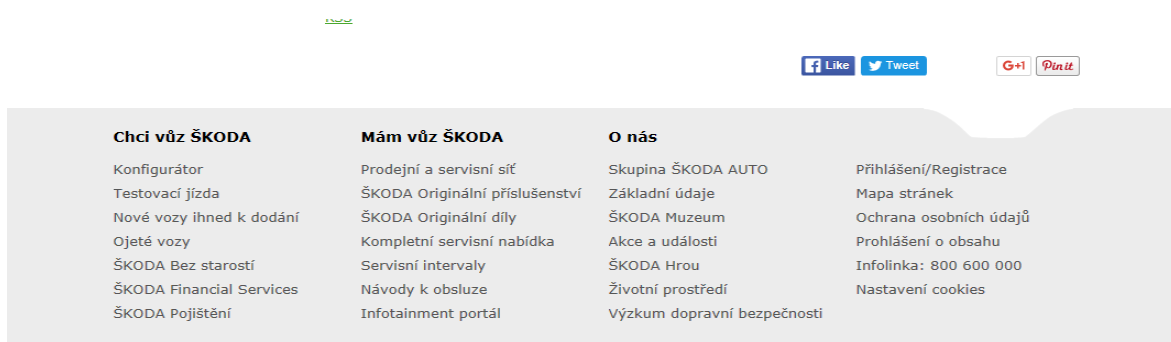 Like Tweet G+1 Pin it
Chci vůz ŠKODA
Konfigurátor
Testovací jízda
Nové vozy ihned k dodání
Ojeté vozy
ŠKODA Bez starostí
ŠKODA Financial Services
ŠKODA Pojištění
Mám vůz ŠKODA
Prodejní a servisní síť
ŠKODA Originální příslušenství
ŠKODA Originální díly
Kompletní servisní nabídka
Servisní intervaly
Návody k obsluze
Infotainment portál
O nás
Skupina ŠKODA AUTO
Základní údaje
ŠKODA Muzeum
Akce a události
ŠKODA Hrou
Životní prostředí
Výzkum dopravní bezpečnosti
Přihlášení/Registrace
Mapa stránek
Ochrana osobních údajů
Prohlášení o obsahu
Infolinka: 800 600 000
Nastavení cookies